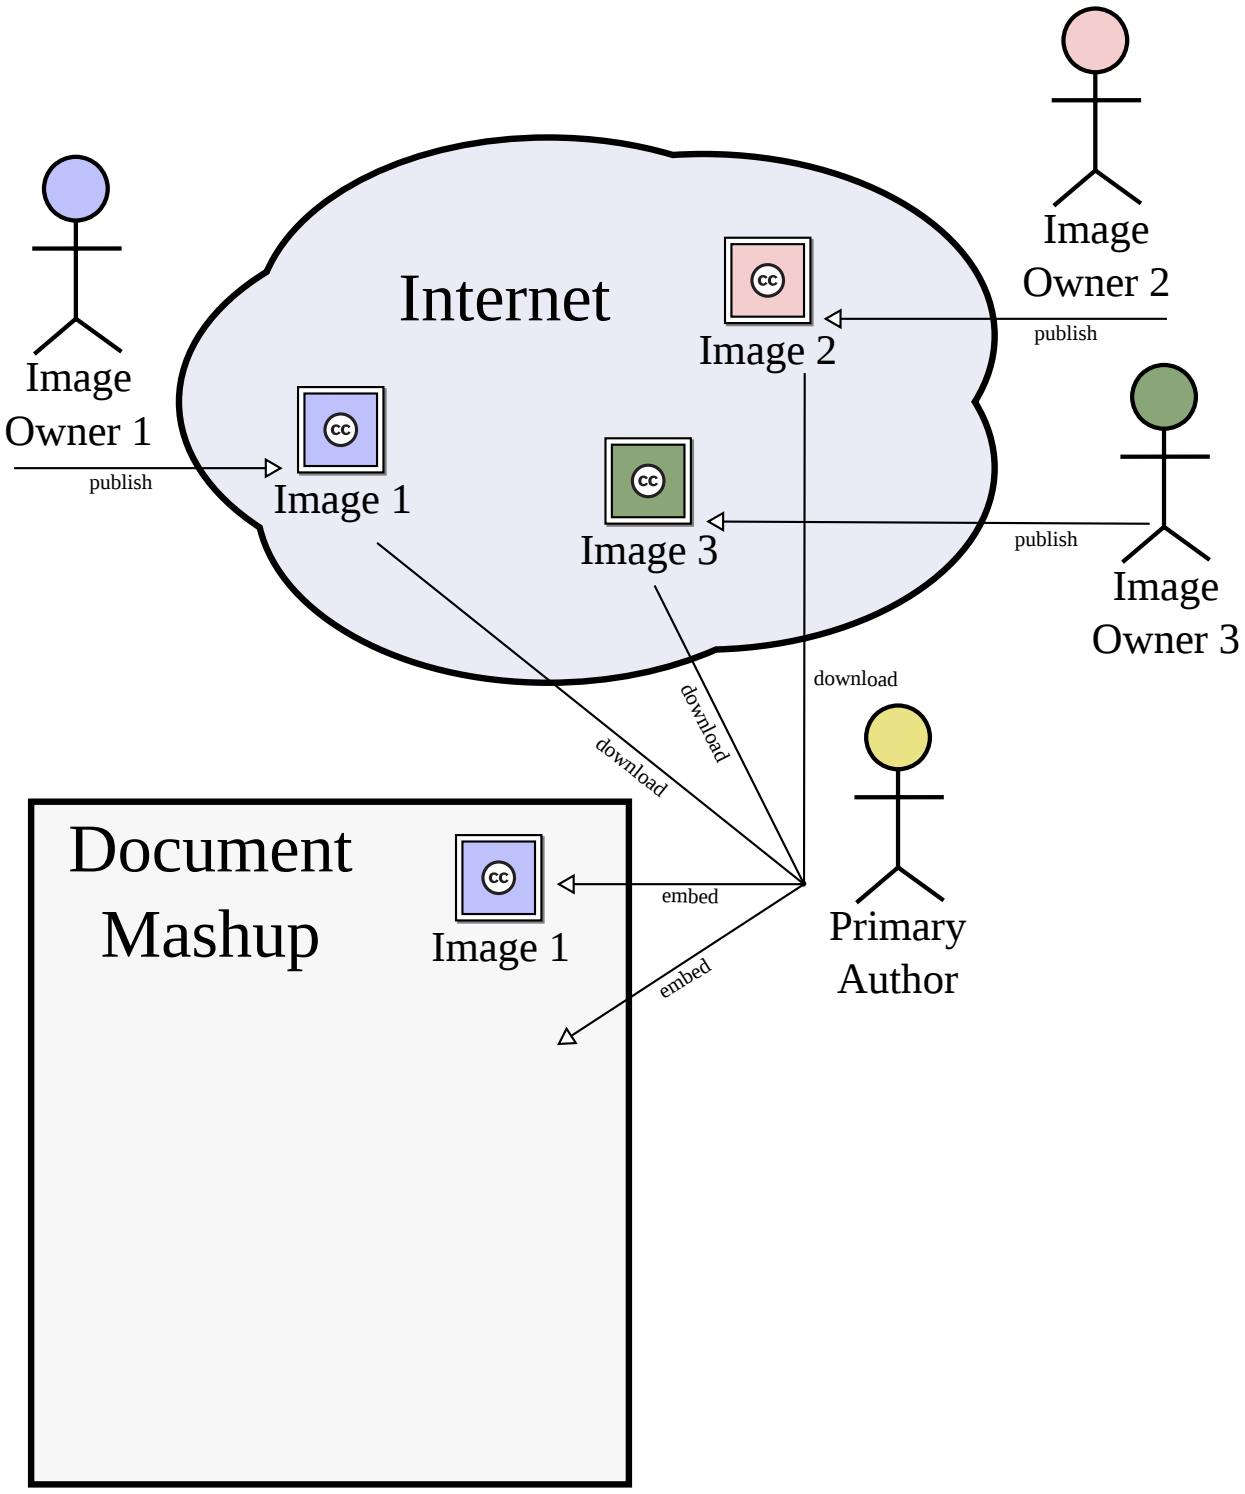 Image
Owner 2
Image
Owner 1
Internet
cc
Image 2
publish
cc
Image 1
publish
cc
Image 3
publish
Image
Owner 3
download
download
download
Document
Mashup
cc
Image 1
embed
embed
Primary
Author